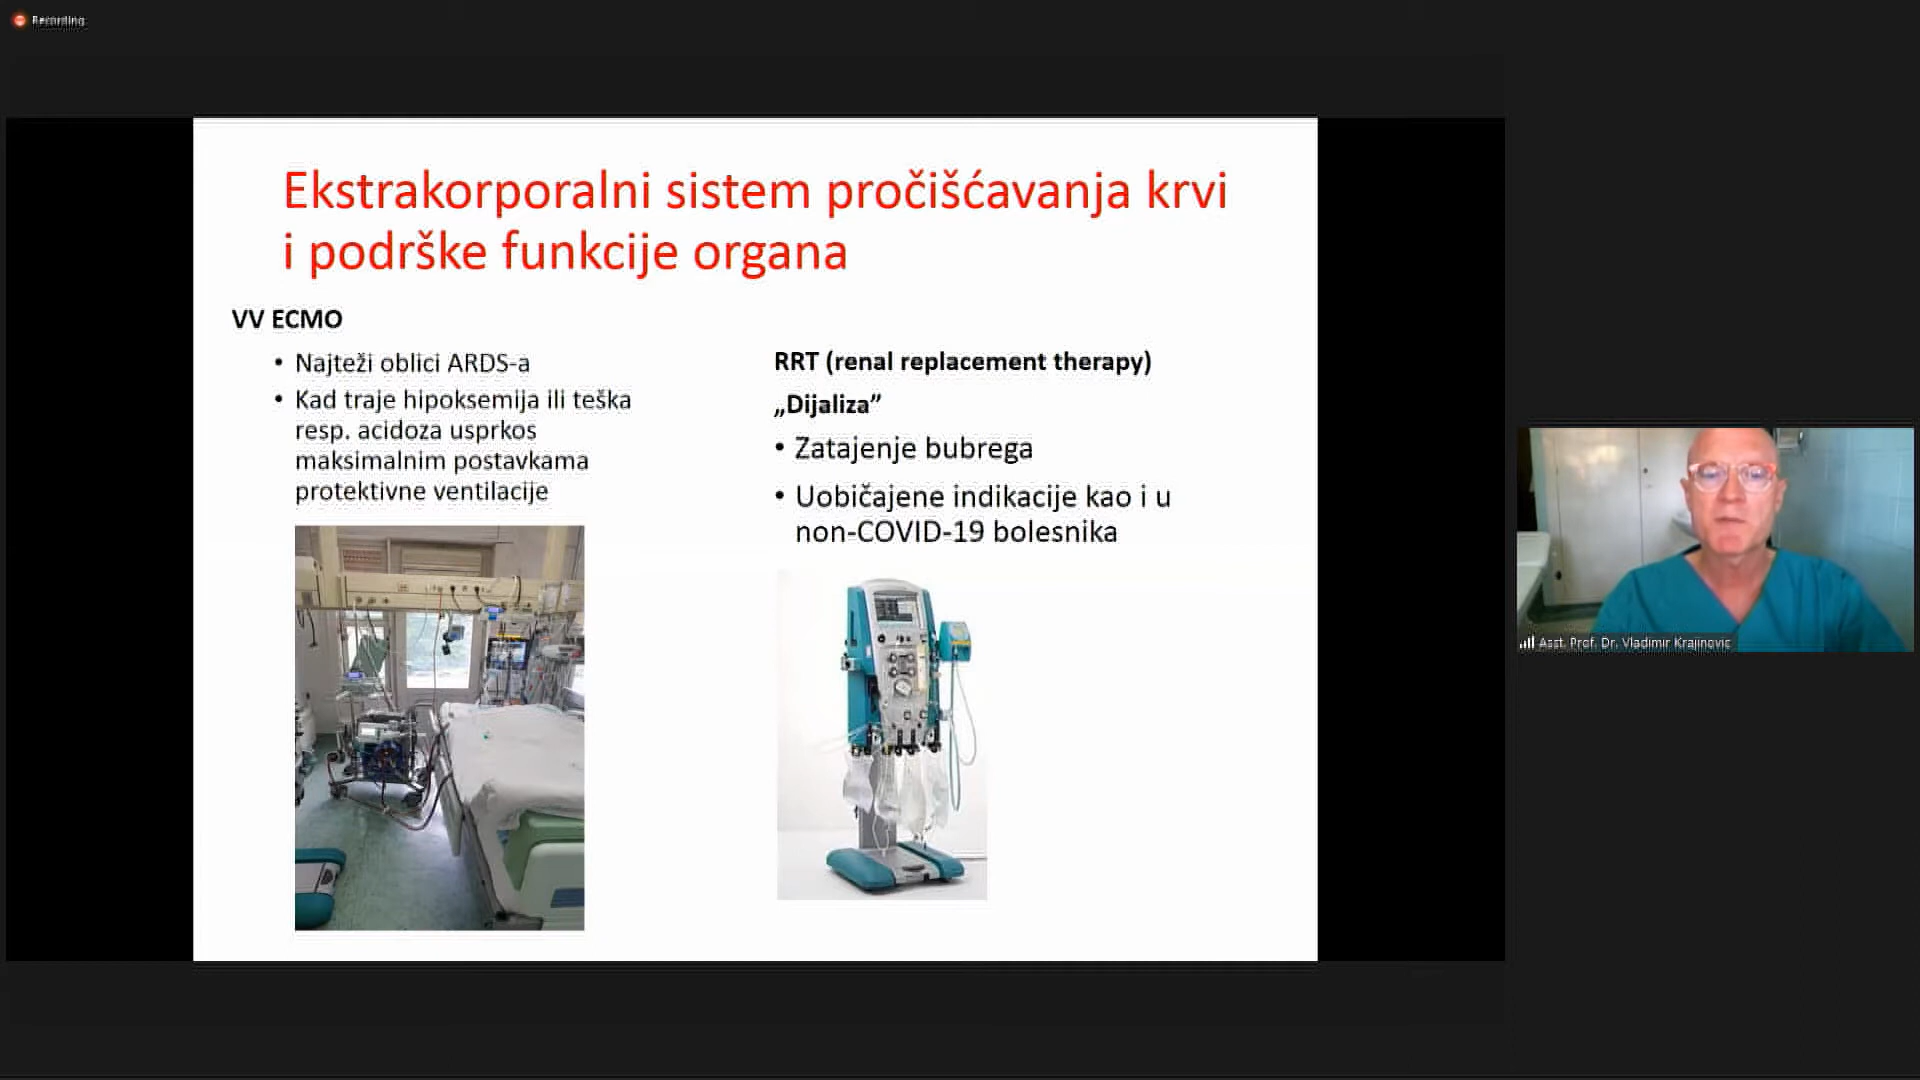 Recording
Ekstrakorporalni sistem pročišćavanja krvi
i podrške funkcije organa
VV ECMO
• Najteži oblici ARDS-a
• Kad traje hipoksemija ili teška
resp. acidoza usprkos
maksimalnim postavkama
protektivne ventilacije
RRT (renal replacement therapy)
„Dijaliza”
• Zatajenje bubrega
• Uobičajene indikacije kao i u
non-COVID-19 bolesnika
Asst. Prof. Dr. Vladimir Krajinovic